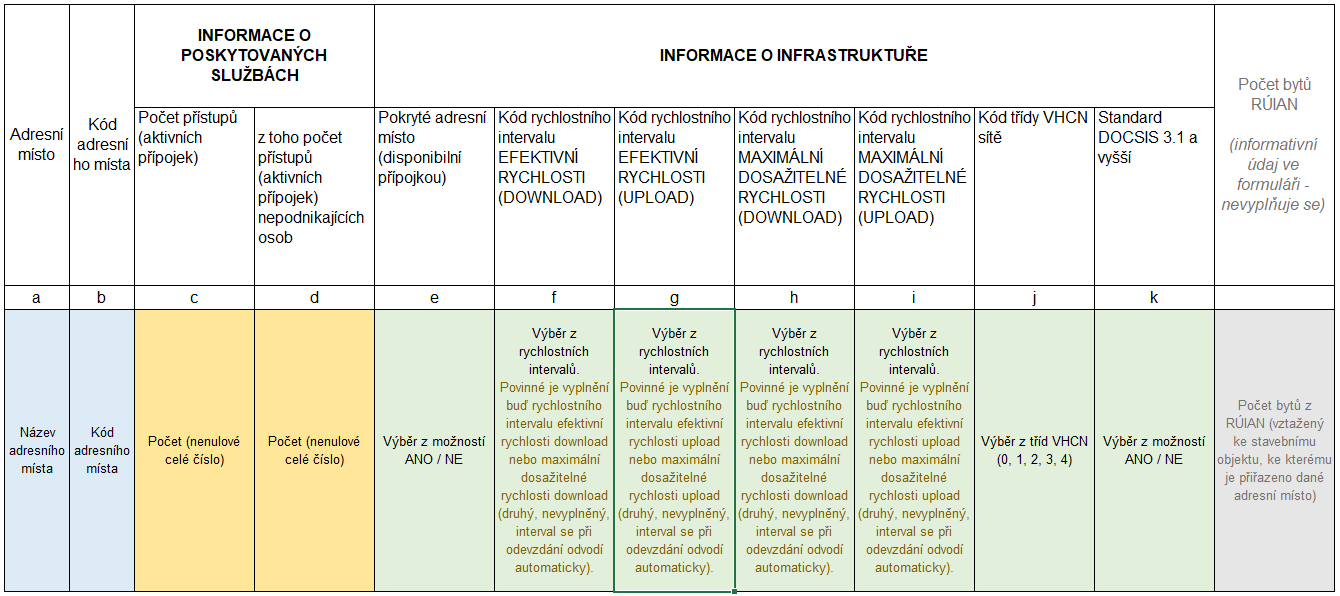 Adresní
místo
Kód
adresní
ho místa
INFORMACE O
POSKYTOVANÝCH
SLUŽBÁCH
INFORMACE O INFRASTRUKTUŘE
Počet bytů
RÚIAN
(informativní
údaj ve
formuláři -
nevyplňuje se)
Počet přístupů
(aktivních
přípojek)
z toho počet
přístupů
(aktivních
přípojek)
nepodnikajících
osob
Pokryté adresní
místo
(disponibilní
přípojkou)
Kód rychlostního
intervalu
EFEKTIVNÍ
RYCHLOSTI
(DOWNLOAD)
Kód rychlostního
intervalu
EFEKTIVNÍ
RYCHLOSTI
(UPLOAD)
Kód rychlostního
intervalu
MAXIMÁLNÍ
DOSAŽITELNÉ
RYCHLOSTI
(DOWNLOAD)
Kód rychlostního
intervalu
MAXIMÁLNÍ
DOSAŽITELNÉ
RYCHLOSTI
(UPLOAD)
Kód třídy VHCN
sítě
Standard
DOCSIS 3.1 a
vyšší
a
b
c
d
e
f
g
h
i
j
k
Název
adresního
místa
Kód
adresního
místa
Počet (nenulové
celé číslo)
Počet (nenulové
celé číslo)
Výběr z možností
ANO / NE
Výběr z
rychlostních
intervalů.
Povinné je vyplnění
buď rychlostního
intervalu efektivní
rychlosti download
nebo maximální
dosažitelné
rychlosti download
(druhý, nevyplněný,
interval se při
odevzdání odvodí
automaticky).
Výběr z
rychlostních
intervalů.
Povinné je vyplnění
buď rychlostního
intervalu efektivní
rychlosti upload
nebo maximální
dosažitelné
rychlosti upload
(druhý, nevyplněný,
interval se při
odevzdání odvodí
automaticky).
Výběr z
rychlostních
intervalů.
Povinné je vyplnění
buď rychlostního
intervalu efektivní
rychlosti download
nebo maximální
dosažitelné
rychlosti download
(druhý, nevyplněný,
interval se při
odevzdání odvodí
automaticky).
Výběr z
rychlostních
intervalů.
Povinné je vyplnění
buď rychlostního
intervalu efektivní
rychlosti upload
nebo maximální
dosažitelné
rychlosti upload
(druhý, nevyplněný,
interval se při
odevzdání odvodí
automaticky).
Výběr z tříd VHCN
(0, 1, 2, 3, 4)
Výběr z možností
ANO / NE
Počet bytů z
RÚIAN (vztažený
ke stavebnímu
objektu, ke kterému
je přiřazeno dané
adresní místo)